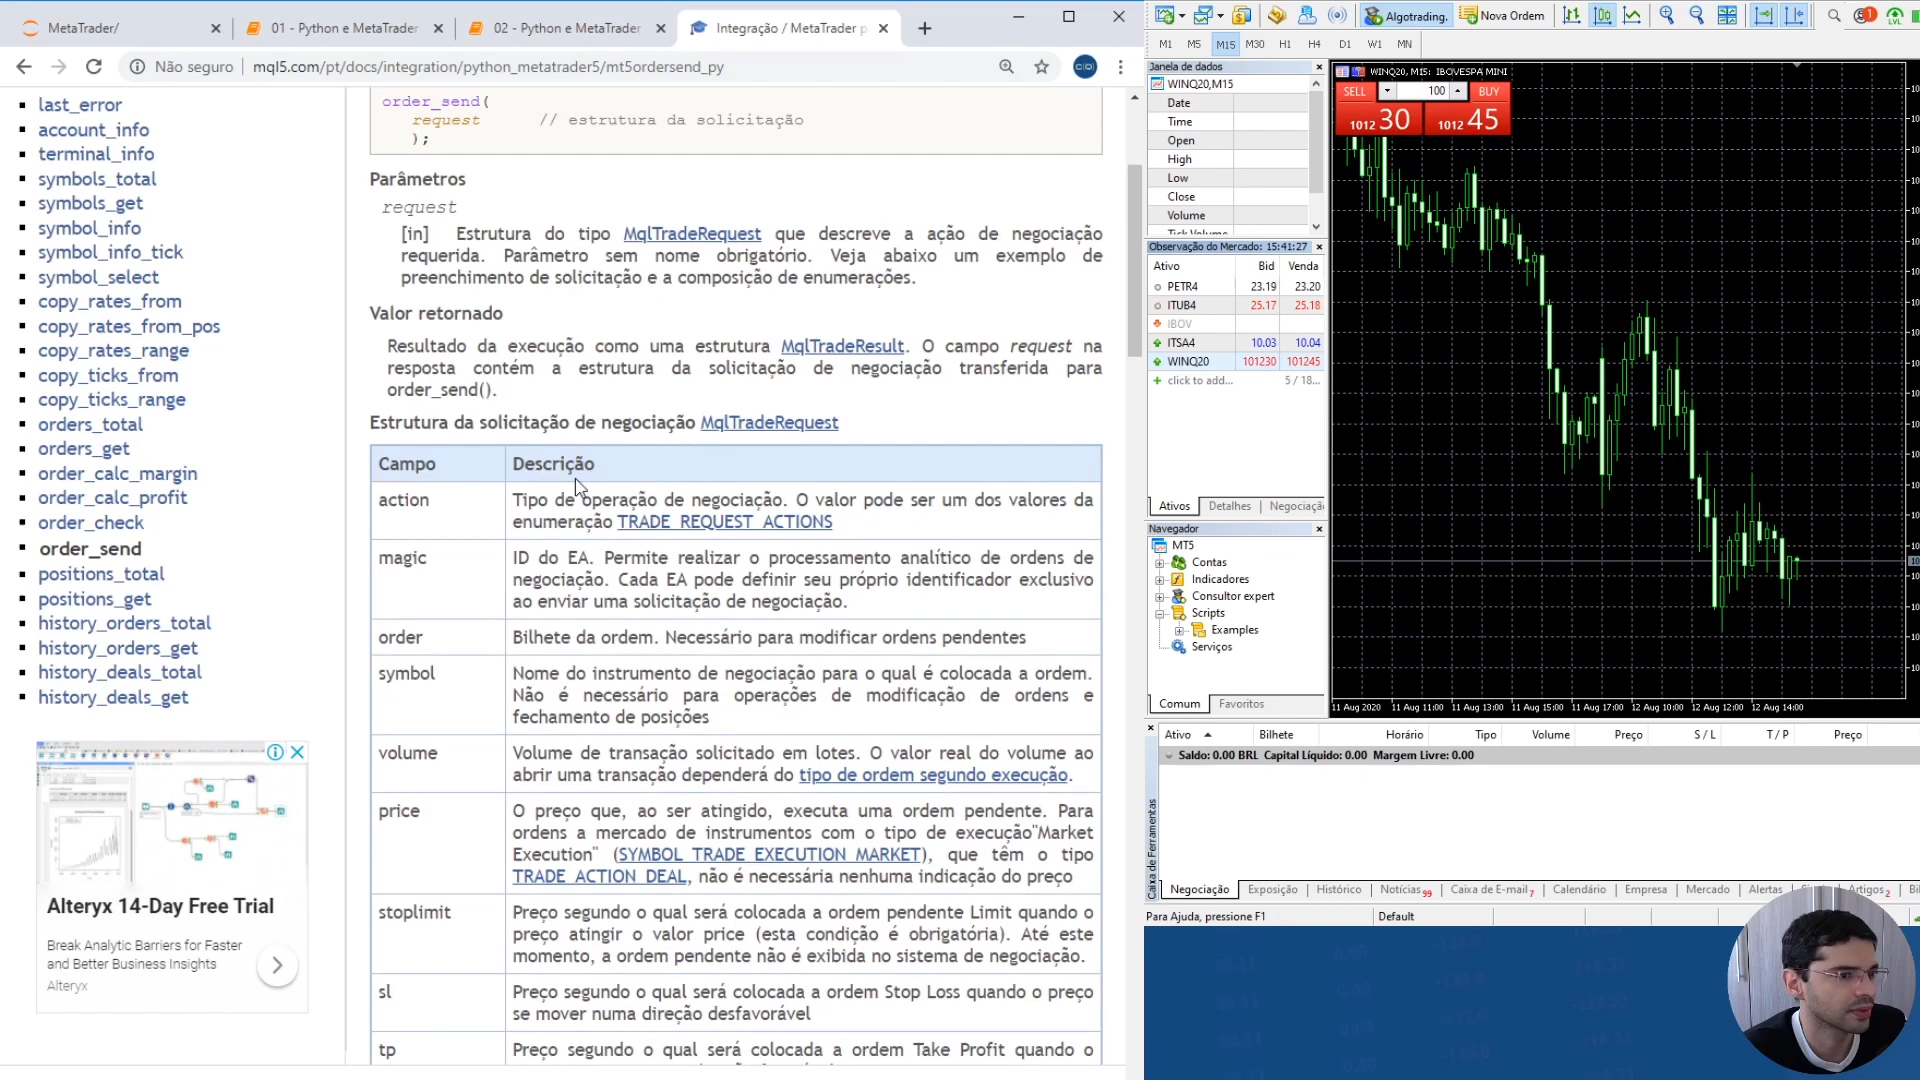 MetaTrader/
01 - Python e MetaTrader
02 - Python e MetaTrader
Integração / MetaTrader p
Não seguro
mql5.com/pt/docs/integration/python_metatrader5/mt5ordersend_py
last_error
account_info
terminal_info
symbols_total
symbols_get
symbol_info
symbol_info_tick
symbol_select
copy_rates_from
copy_rates_from_pos
copy_rates_range
copy_ticks_from
copy_ticks_range
orders_total
orders_get
order_calc_margin
order_calc_profit
order_check
order_send
positions_total
positions_get
history_orders_total
history_orders_get
history_deals_total
history_deals_get
Alteryx 14-Day Free Trial
Break Analytic Barriers for Faster
and Better Business Insights
Alteryx
order_send(
request // estrutura da solicitação
);
Parâmetros
request
[in] Estrutura do tipo MqlTradeRequest que descreve a ação de negociação
requerida. Parâmetro sem nome obrigatório. Veja abaixo um exemplo de
preenchimento de solicitação e a composição de enumerações.
Valor retornado
Resultado da execução como uma estrutura MqlTradeResult. O campo request na
resposta contém a estrutura da solicitação de negociação transferida para
order_send().
Estrutura da solicitação de negociação MqlTradeRequest
Campo Descrição
action Tipo de operação de negociação. O valor pode ser um dos valores da
enumeração TRADE_REQUEST_ACTIONS
magic ID do EA. Permite realizar o processamento analítico de ordens de
negociação. Cada EA pode definir seu próprio identificador exclusivo
ao enviar uma solicitação de negociação.
order Bilhete da ordem. Necessário para modificar ordens pendentes
symbol Nome do instrumento de negociação para o qual é colocada a ordem.
Não é necessário para operações de modificação de ordens e
fechamento de posições
volume Volume de transação solicitado em lotes. O valor real do volume ao
abrir uma transação dependerá do tipo de ordem segundo execução.
price O preço que, ao ser atingido, executa uma ordem pendente. Para
ordens a mercado de instrumentos com o tipo de execução"Market
Execution" (SYMBOL_TRADE_EXECUTION_MARKET), que têm o tipo
TRADE_ACTION_DEAL, não é necessária nenhuma indicação do preço
stoplimit Preço segundo o qual será colocada a ordem pendente Limit quando o
preço atingir o valor price (esta condição é obrigatória). Até este
momento, a ordem pendente não é exibida no sistema de negociação.
sl Preço segundo o qual será colocada a ordem Stop Loss quando o preço
se mover numa direção desfavorável
tp Preço segundo o qual será colocada a ordem Take Profit quando o
Algotrading. Nova Ordem
M1 M5 M15 M30 H1 H4 D1 W1 MN
Janela de dados
WINQ20,M15
Date
Time
Open
High
Low
Close
Volume
Tick Volume
Observação do Mercado: 15:41:27
Ativo Bid Venda
PETR4 23.19 23.20
ITUB4 25.17 25.18
IBOV
ITSA4 10.03 10.04
WINQ20 101230 101245
click to add... 5 / 18...
Ativos Detalhes Negociaçã
Navegador
MT5
Contas
Indicadores
Consultor expert
Scripts
Examples
Serviços
Comum Favoritos
WINQ20, M15: IBOVESPA MINI
SELL 100 BUY
1012 30 1012 45
11 Aug 2020 11 Aug 11:00 11 Aug 13:00 11 Aug 15:00 11 Aug 17:00 12 Aug 10:00 12 Aug 12:00 12 Aug 14:00
Ativo Bilhete Horário Tipo Volume Preço S / L T / P Preço
Saldo: 0.00 BRL Capital Líquido: 0.00 Margem Livre: 0.00
Caixa de Ferramentas
Negociação Exposição Histórico Notícias 99 Caixa de E-mail 7 Calendário Empresa Mercado Alertas Artigos 2
Para Ajuda, pressione F1 Default